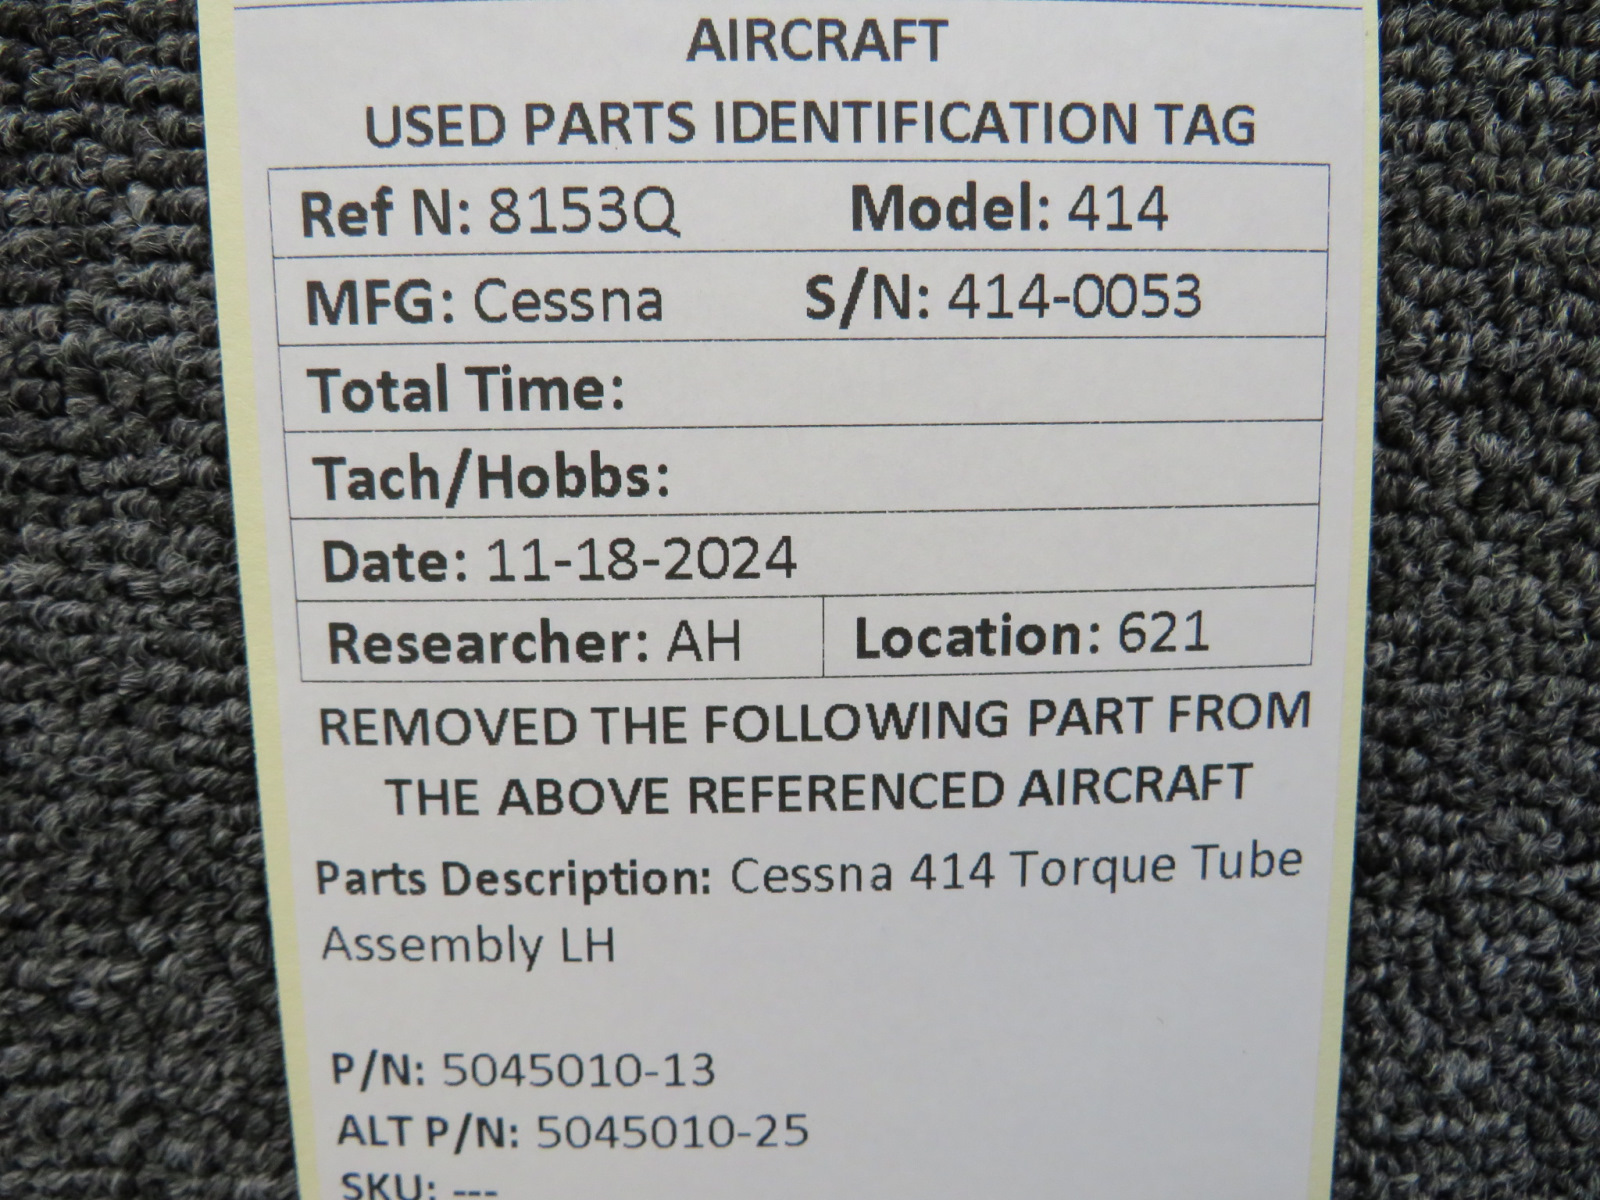 AIRCRAFT
USED PARTS IDENTIFICATION TAG
Ref N: 8153Q Model: 414
MFG: Cessna S/N: 414-0053
Total Time:
Tach/Hobbs:
Date: 11-18-2024
Researcher: AH Location: 621
REMOVED THE FOLLOWING PART FROM
THE ABOVE REFERENCED AIRCRAFT
Parts Description: Cessna 414 Torque Tube
Assembly LH
P/N: 5045010-13
ALT P/N: 5045010-25
SKU: ---